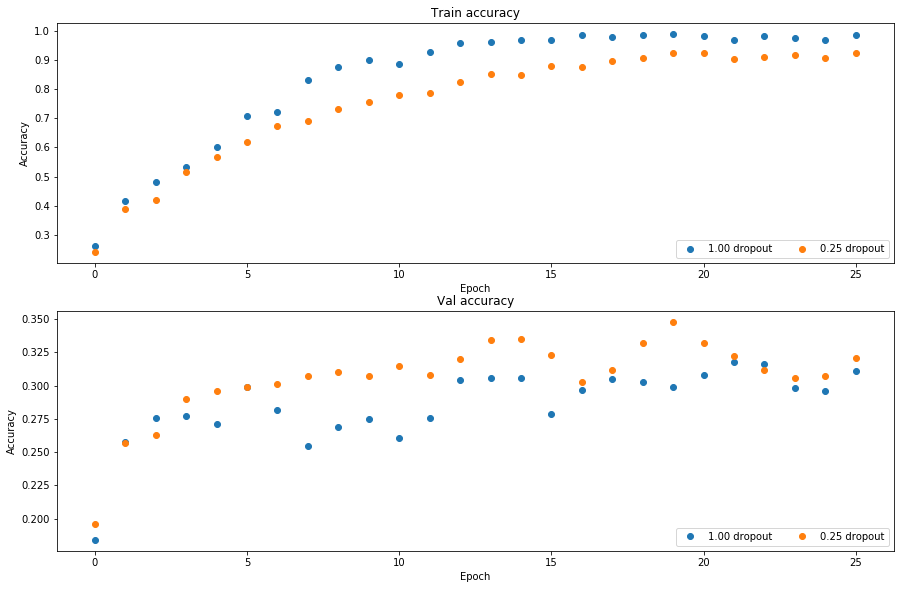 Train accuracy
1.0
0.9
0.8
0.7
0.6
0.5
0.4
0.3
Accuracy
1.00 dropout 0.25 dropout
0 5 10 15 20 25
Epoch
Val accuracy
0.350
0.325
0.300
0.275
0.250
0.225
0.200
Accuracy
1.00 dropout 0.25 dropout
0 5 10 15 20 25
Epoch